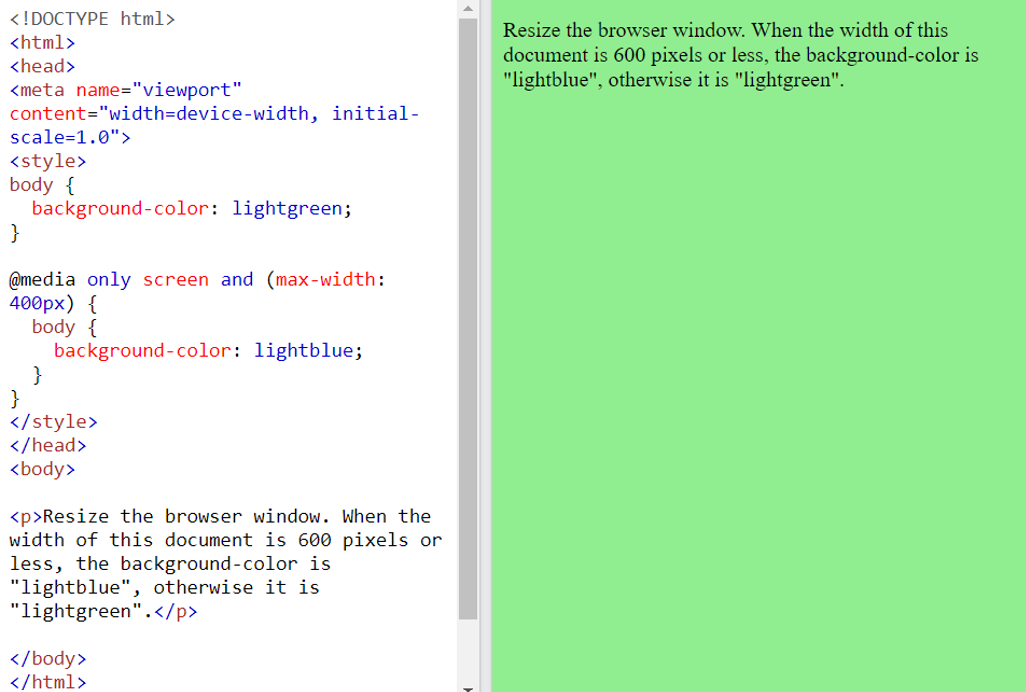 <!DOCTYPE html>
<html>
<head>
<meta name="viewport"
content="width=device-width, initial-
scale=1.0">
<style>
body {
  background-color: lightgreen;
}

@media only screen and (max-width:
400px) {
  body {
    background-color: lightblue;
  }
}
</style>
</head>
<body>

<p>Resize the browser window. When the
width of this document is 600 pixels or
less, the background-color is
"lightblue", otherwise it is
"lightgreen".</p>

</body>
</html>
Resize the browser window. When the width of this
document is 600 pixels or less, the background-color is
"lightblue", otherwise it is "lightgreen".